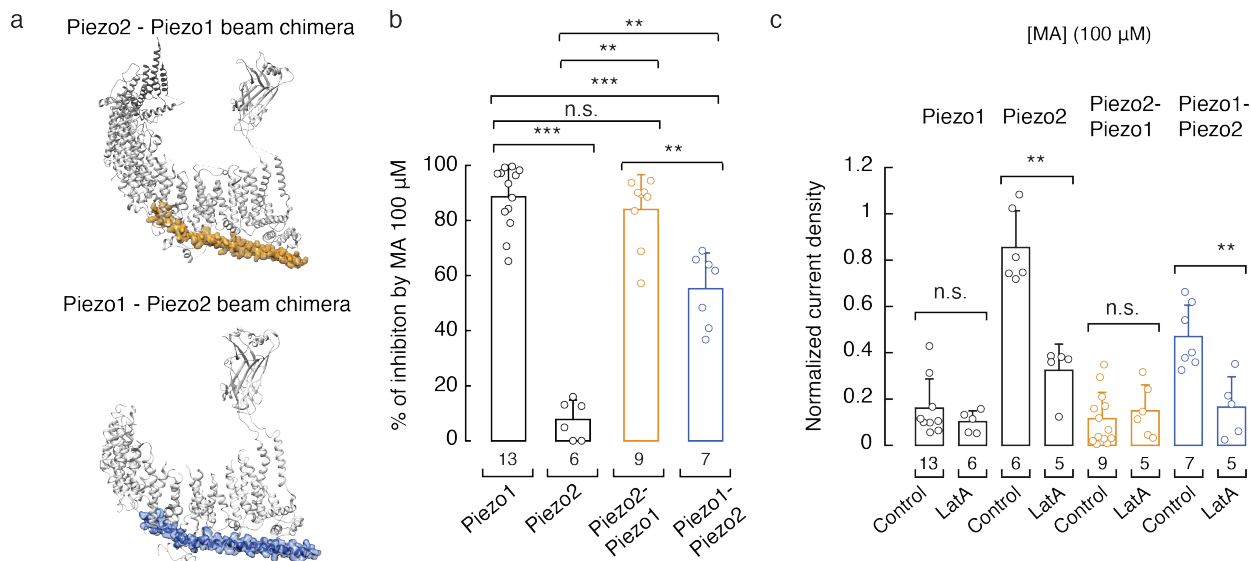 a
Piezo2 - Piezo1 beam chimera
Piezo1 - Piezo2 beam chimera
b
**
**
***
n.s.
***
**
% of inhibiton by MA 100 µM
100
80
60
40
20
0
13
6
9
7
Piezo1
Piezo2
Piezo2-
Piezo1
Piezo1-
Piezo2
c
[MA] (100 µM)
Piezo1
Piezo2
Piezo2-
Piezo1
Piezo1-
Piezo2
Normalized current density
1.2
1
0.8
0.6
0.4
0.2
0
n.s.
**
n.s.
**
13
6
6
5
9
5
7
5
Control
LatA
Control
LatA
Control
LatA
Control
LatA